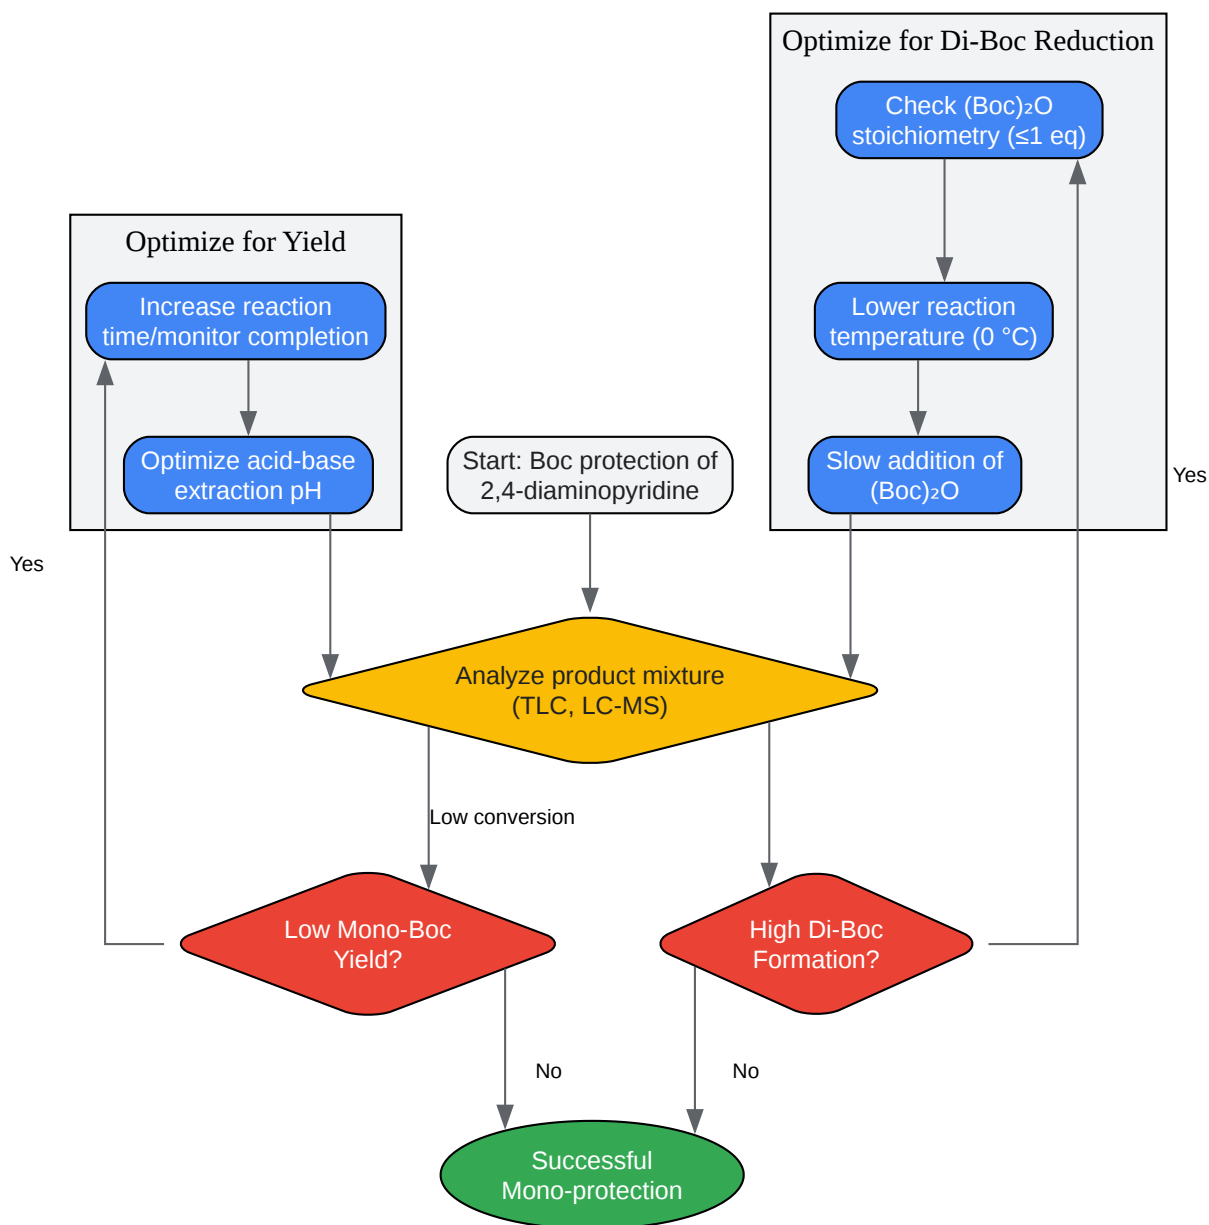 Optimize for Di-Boc Reduction
Check (Boc)₂O
stoichiometry (≤1 eq)
Optimize for Yield
Increase reaction
time/monitor completion
Lower reaction
temperature (0 °C)
Optimize acid-base
extraction pH
Start: Boc protection of
2,4-diaminopyridine
Slow addition of
(Boc)₂O
Yes
Yes
Analyze product mixture
(TLC, LC-MS)
Low conversion
Low Mono-Boc
Yield?
High Di-Boc
Formation?
No
No
Successful
Mono-protection